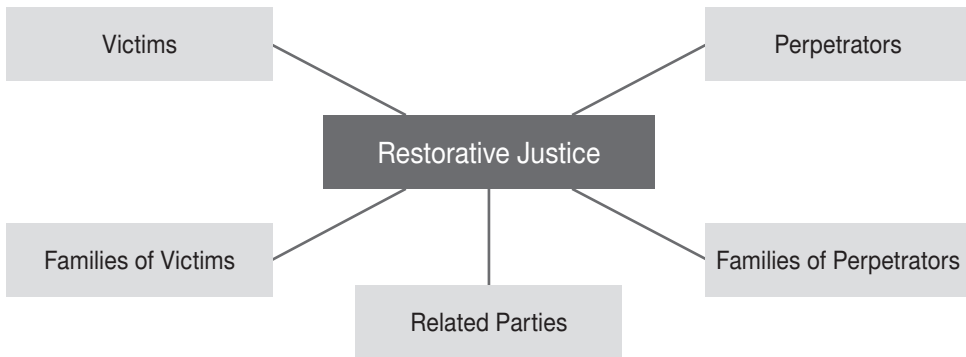 Victims
Perpetrators
Restorative Justice
Families of Victims
Families of Perpetrators
Related Parties